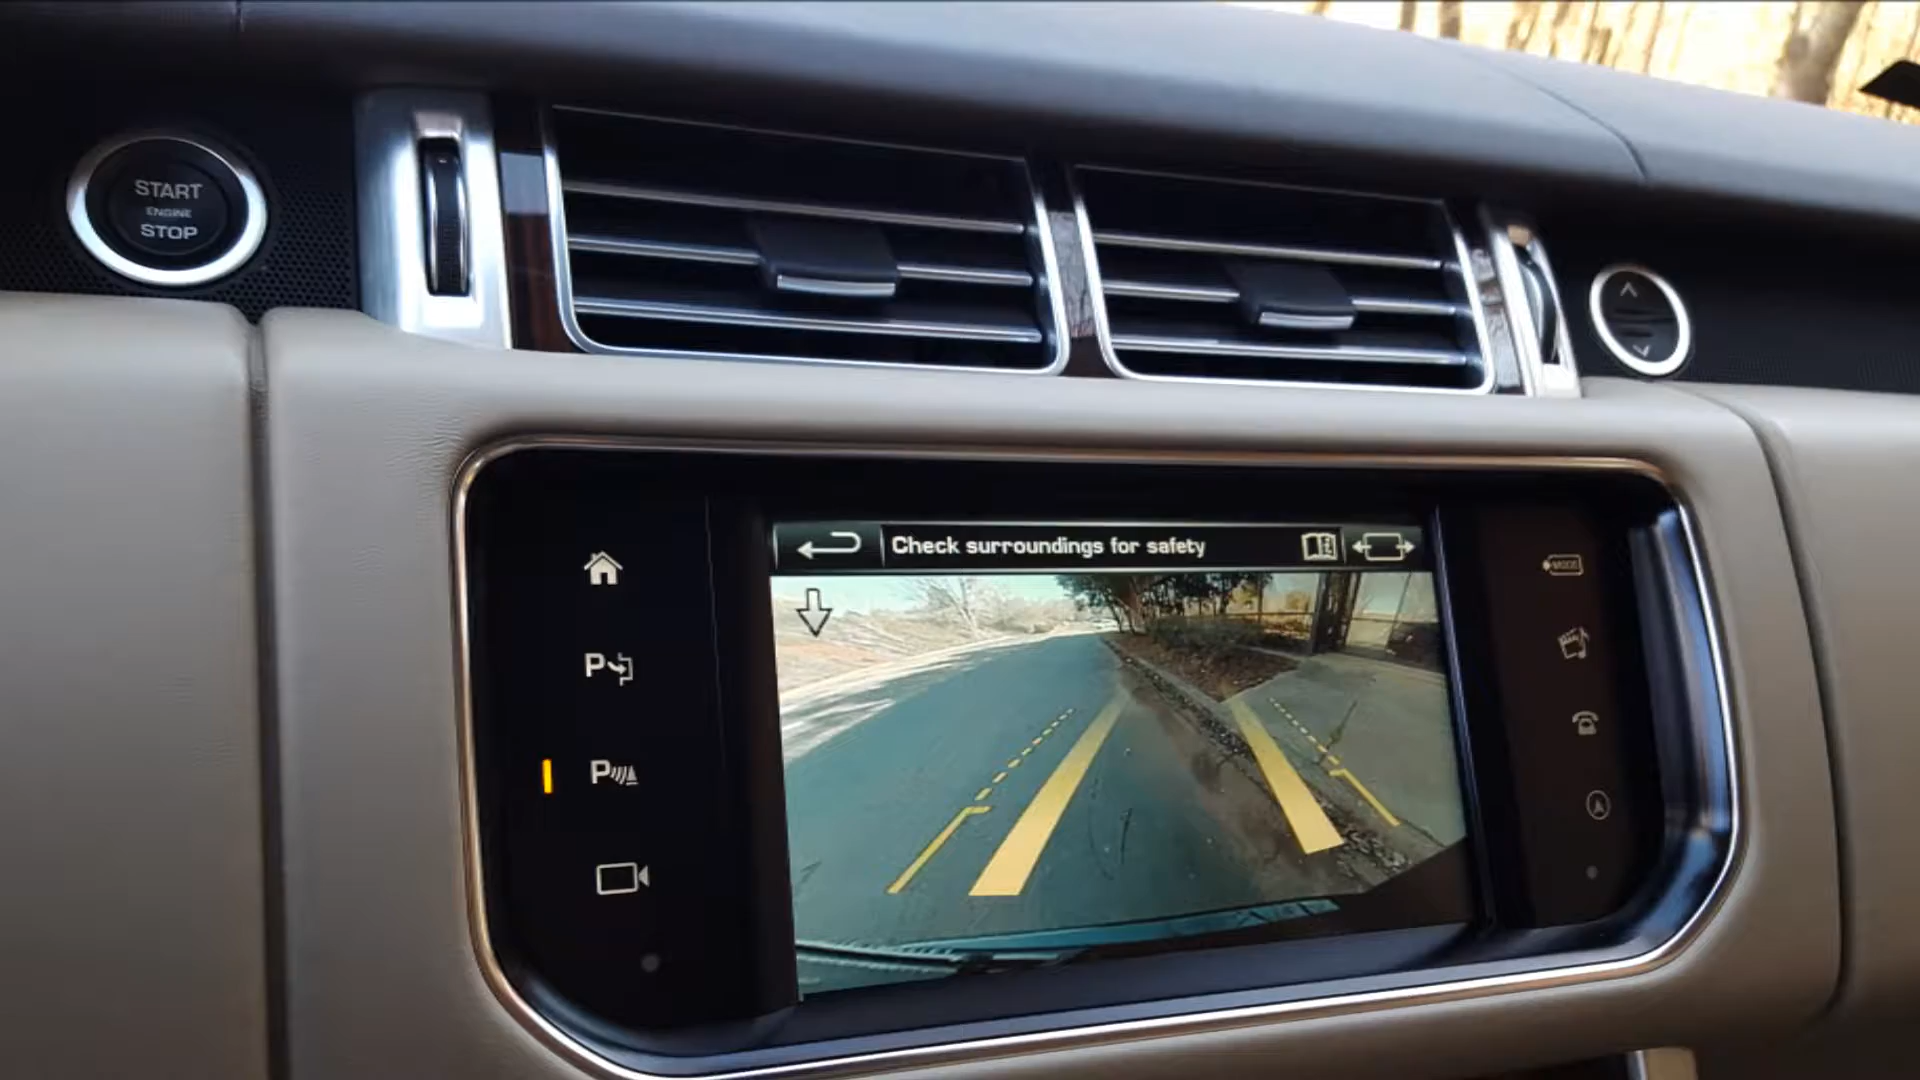 START
ENGINE
STOP
Check surroundings for safety
P
P
MODE